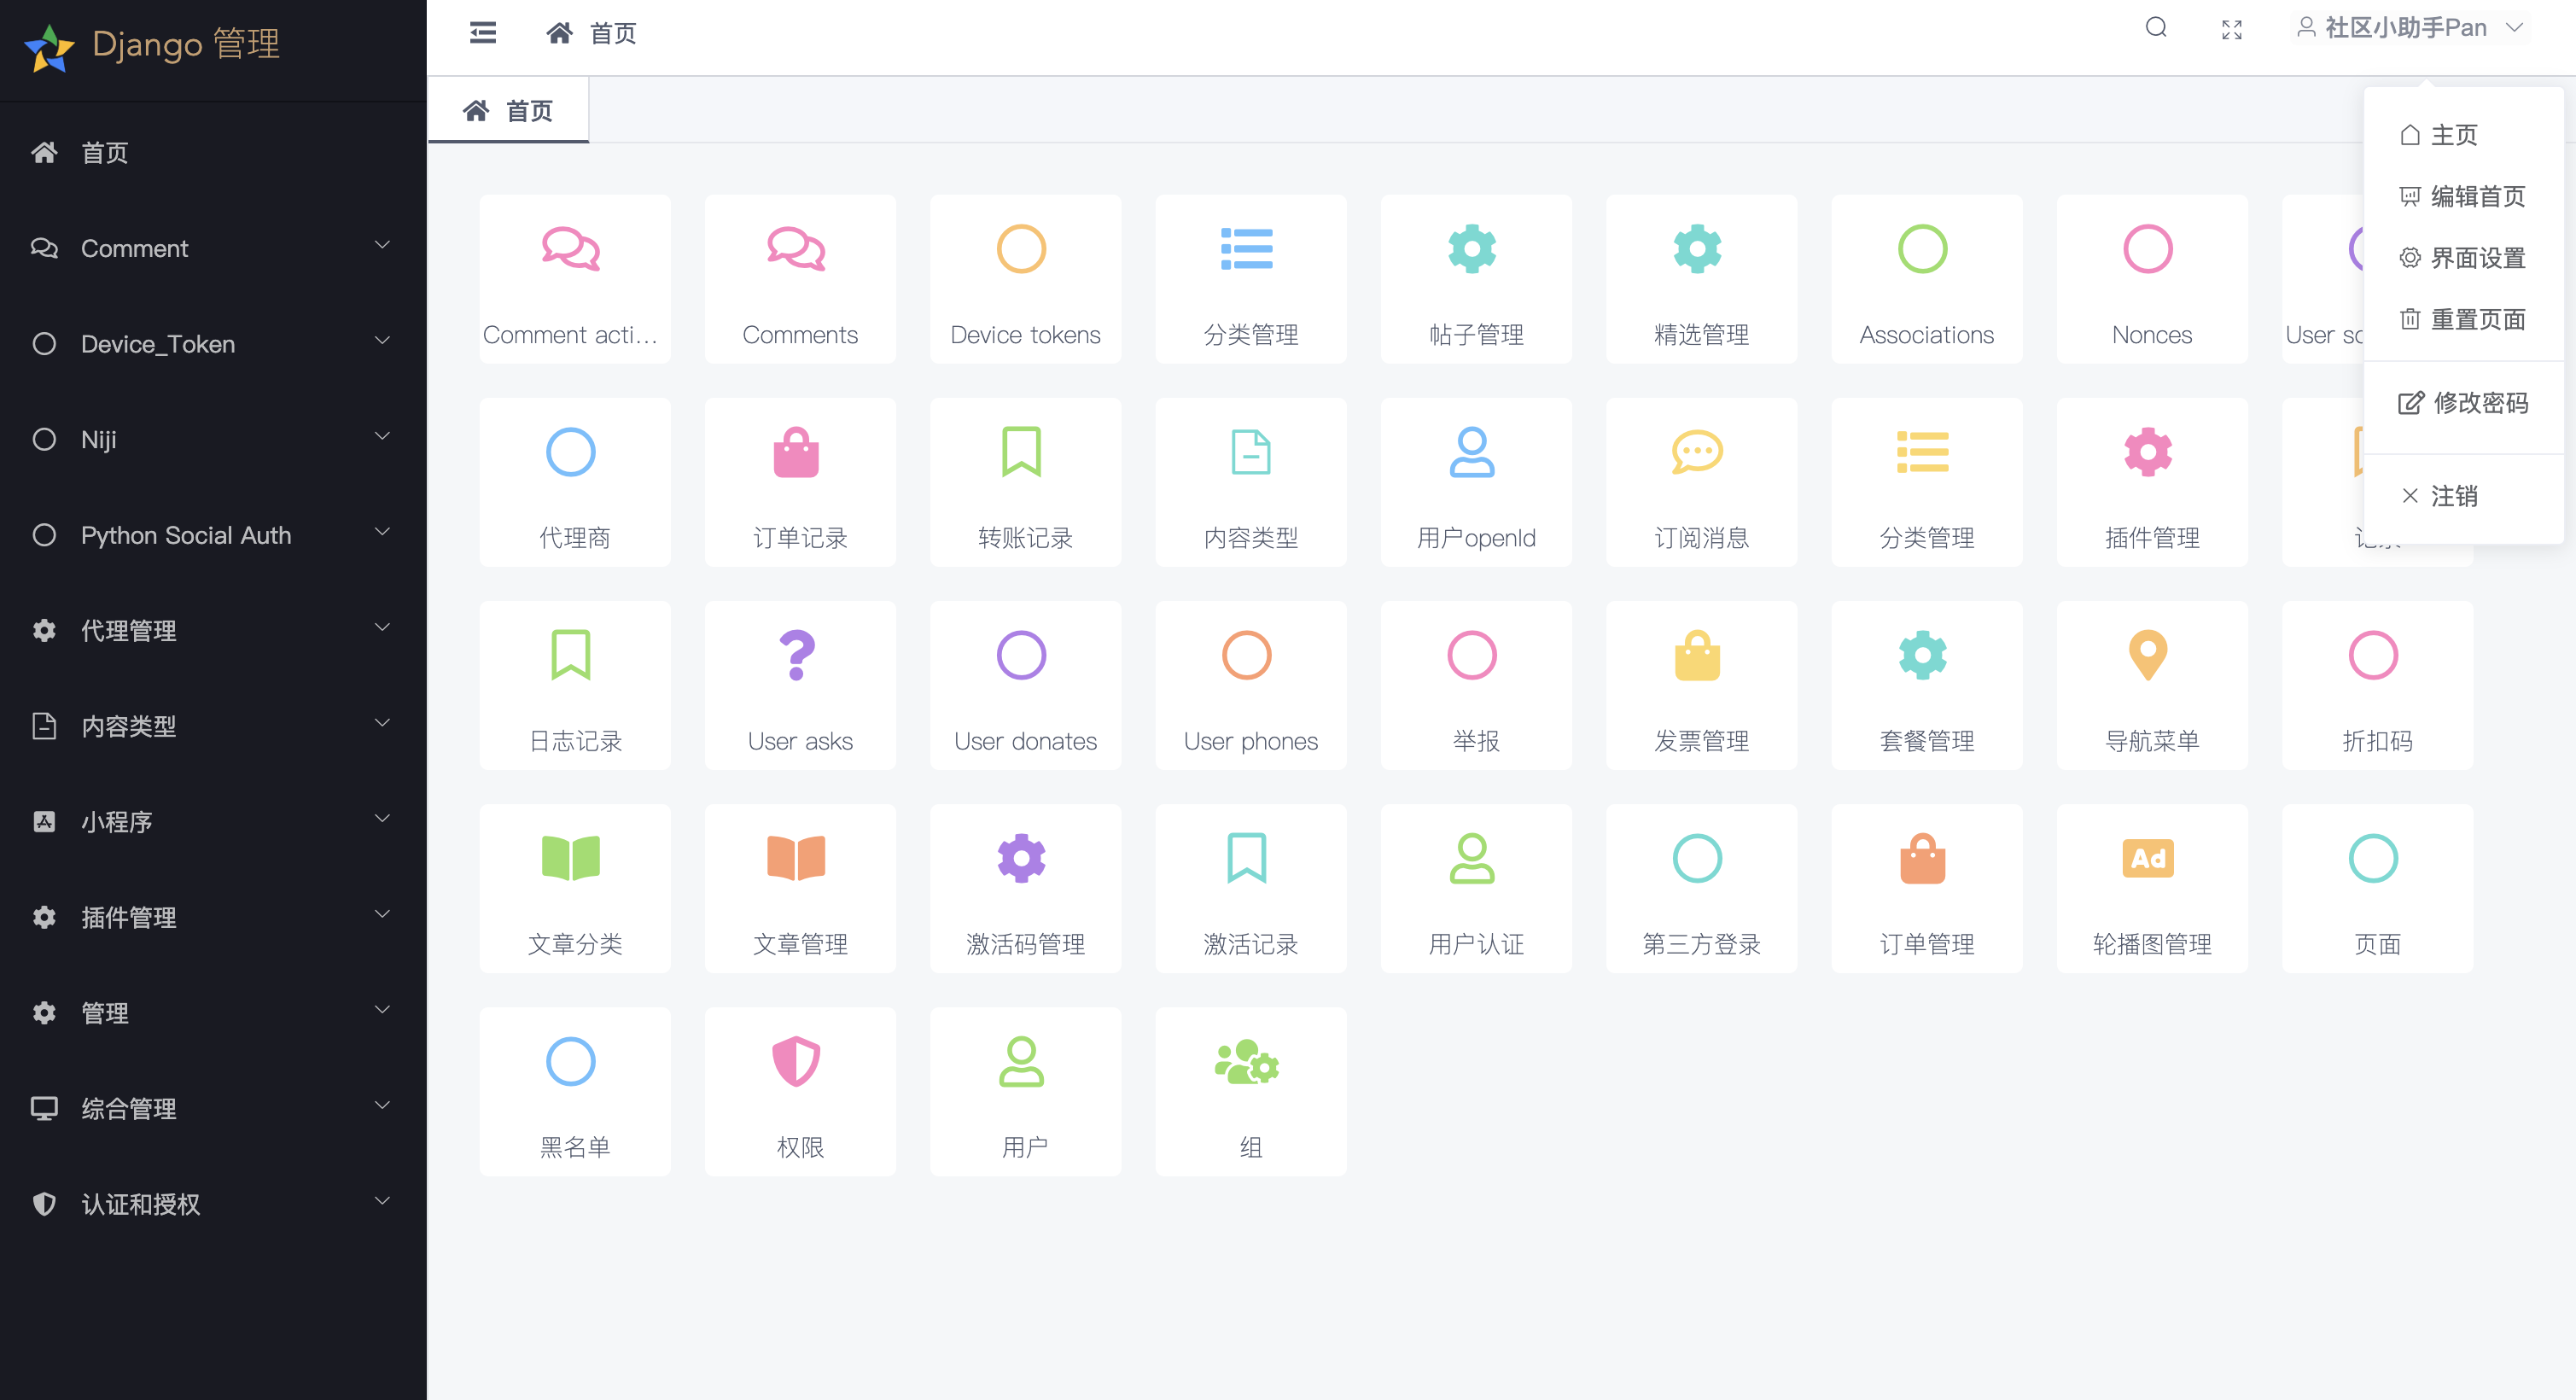 Django 管理
首页
Comment
Device_Token
Niji
Python Social Auth
代理管理
内容类型
小程序
插件管理
管理
综合管理
认证和授权
首页
社区小助手Pan
首页
主页
编辑首页
界面设置
重置页面
修改密码
注销
Comment acti...
Comments
Device tokens
分类管理
帖子管理
精选管理
Associations
Nonces
User
代理商
订单记录
转账记录
内容类型
用户openId
订阅消息
分类管理
插件管理
日志记录
User asks
User donates
User phones
举报
发票管理
套餐管理
导航菜单
折扣码
文章分类
文章管理
激活码管理
激活记录
用户认证
第三方登录
订单管理
Ad
轮播图管理
页面
黑名单
权限
用户
组